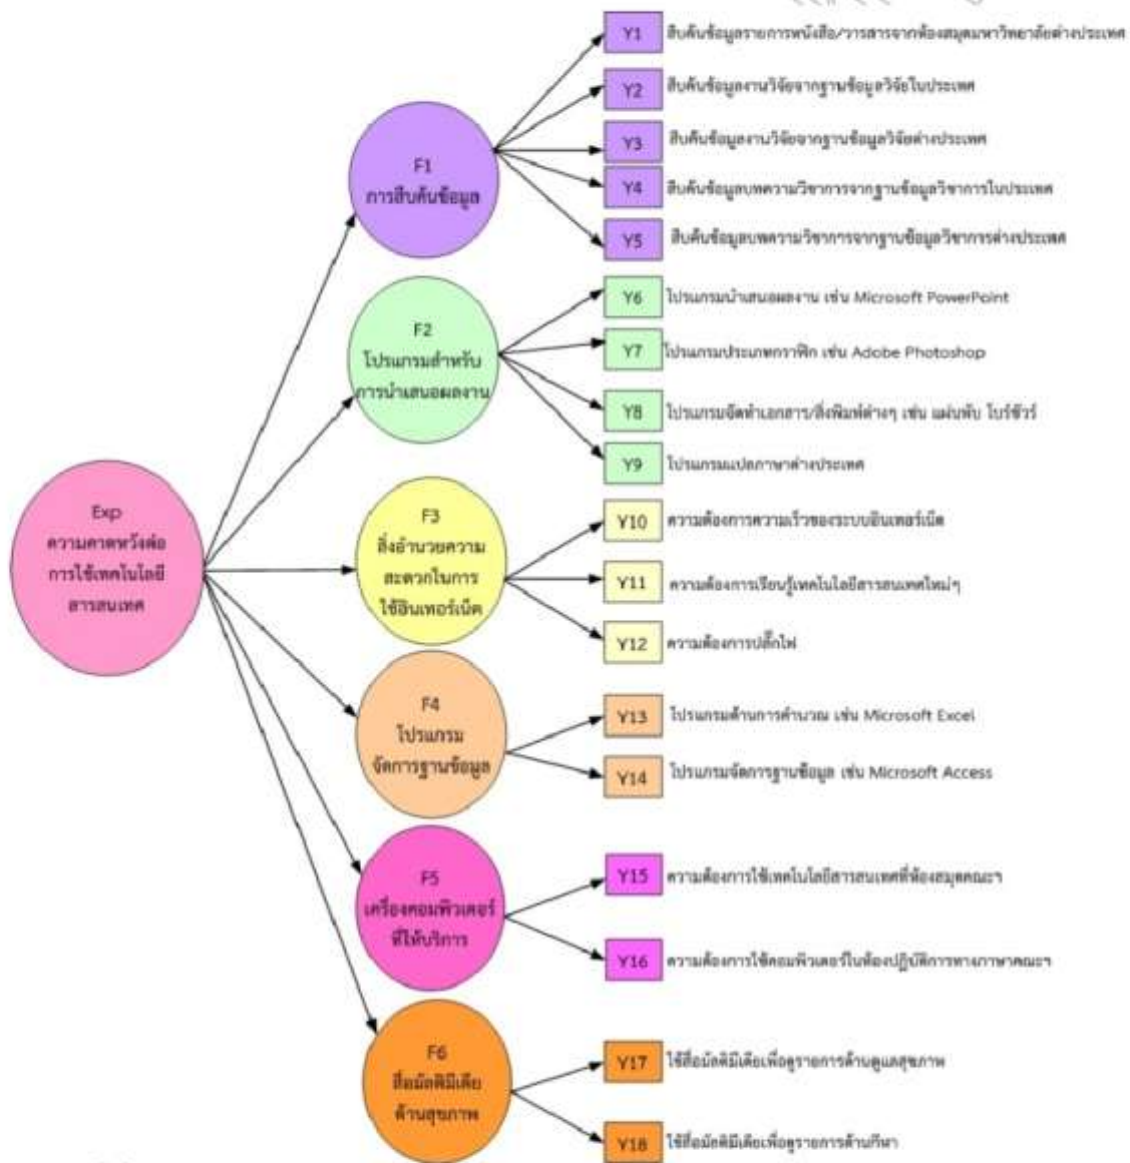 Y1 สืบค้นข้อมูลรายการหนังสือ/วารสารจากห้องสมุดมหาวิทยาลัยต่างประเทศ
Y2 สืบค้นข้อมูลงานวิจัยจากฐานข้อมูลวิจัยในประเทศ
Y3 สืบค้นข้อมูลงานวิจัยจากฐานข้อมูลวิจัยต่างประเทศ
Y4 สืบค้นข้อมูลบทความวิชาการจากฐานข้อมูลวิชาการในประเทศ
Y5 สืบค้นข้อมูลบทความวิชาการจากฐานข้อมูลวิชาการต่างประเทศ
F1
การสืบค้นข้อมูล
Y6 โปรแกรมนำเสนอผลงาน เช่น Microsoft PowerPoint
Y7 โปรแกรมประเภทกราฟิก เช่น Adobe Photoshop
Y8 โปรแกรมจัดทำเอกสาร/สิ่งพิมพ์ต่างๆ เช่น แผ่นพับ โบร์ชัวร์
Y9 โปรแกรมแปลภาษาต่างประเทศ
F2
โปรแกรมสำหรับ
การนำเสนอผลงาน
Exp
ความคาดหวังต่อ
การใช้เทคโนโลยี
สารสนเทศ
F3
สิ่งอำนวยความ
สะดวกในการ
ใช้อินเทอร์เน็ต
Y10 ความต้องการความเร็วของระบบอินเทอร์เน็ต
Y11 ความต้องการเรียนรู้เทคโนโลยีสารสนเทศใหม่ๆ
Y12 ความต้องการปลั๊กไฟ
F4
โปรแกรม
จัดการฐานข้อมูล
Y13 โปรแกรมด้านการคำนวณ เช่น Microsoft Excel
Y14 โปรแกรมจัดการฐานข้อมูล เช่น Microsoft Access
F5
เครื่องคอมพิวเตอร์
ที่ให้บริการ
Y15 ความต้องการใช้เทคโนโลยีสารสนเทศที่ห้องสมุดคณะฯ
Y16 ความต้องการใช้คอมพิวเตอร์ในห้องปฏิบัติการทางภาษาคณะฯ
F6
สื่อมัลติมีเดีย
ด้านสุขภาพ
Y17 ใช้สื่อมัลติมีเดียเพื่อดูรายการด้านดูแลสุขภาพ
Y18 ใช้สื่อมัลติมีเดียเพื่อดูรายการด้านกีฬา